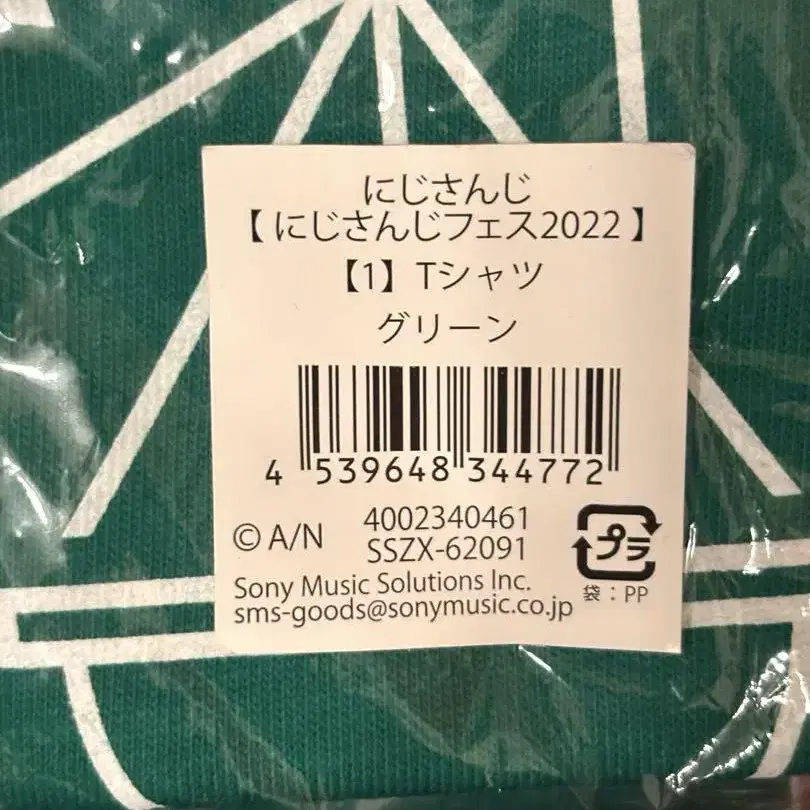 にじさんじ
【 にじさんじフェス2022 】
【1】Tシャツ
グリーン
4 539648 344772
© A/N
4002340461
SSZX-62091
プラ
袋：PP
Sony Music Solutions Inc.
sms-goods@sonymusic.co.jp